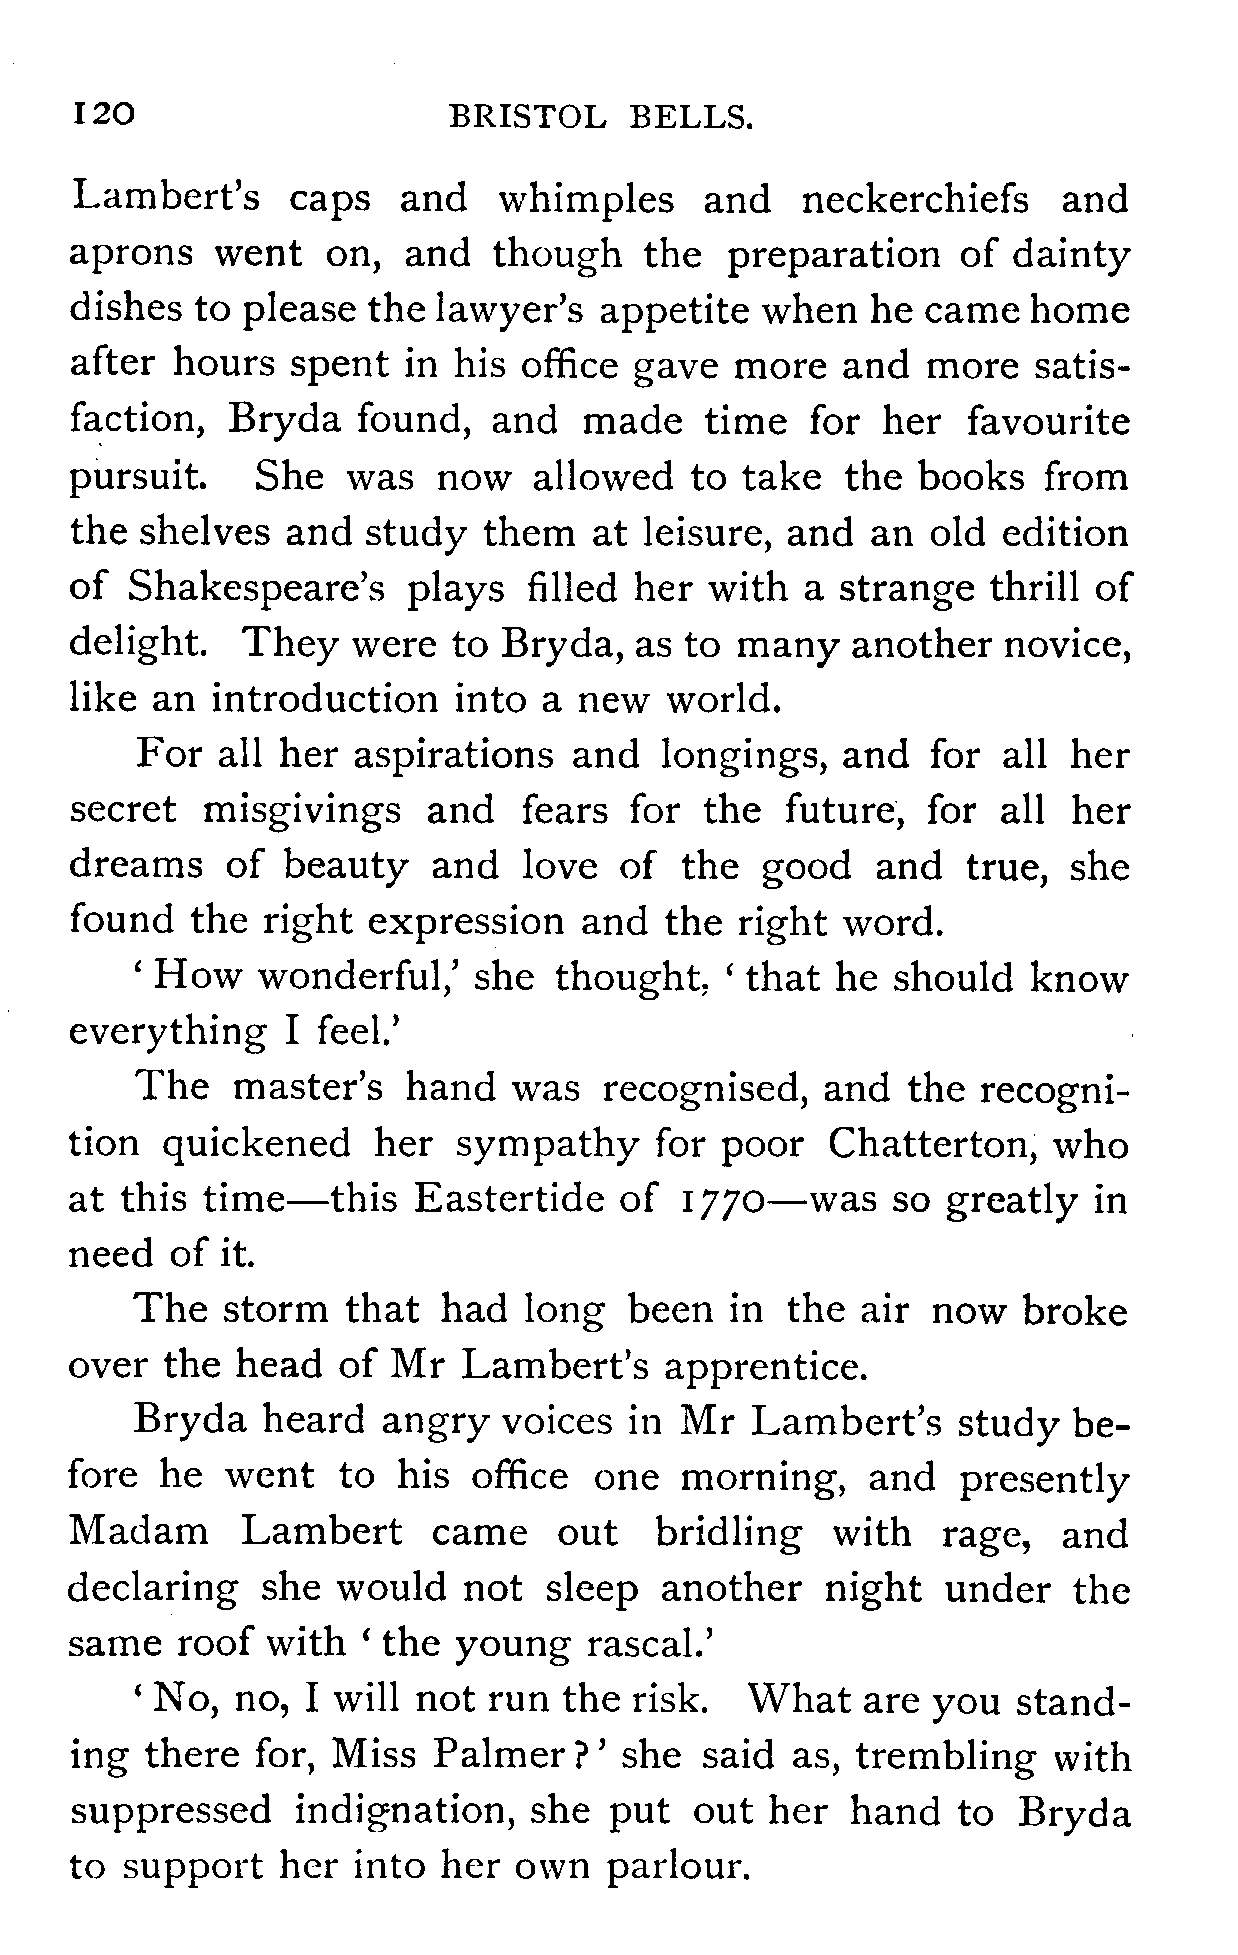 120 BRISTOL BELLS.
Lambert's caps and whimples and neckerchiefs and
aprons went on, and though the preparation of dainty
dishes to please the lawyer's appetite when he came home
after hours spent in his office gave more and more satis-
faction, Bryda found, and made time for her favourite
pursuit. She was now allowed to take the books from
the shelves and study them at leisure, and an old edition
of Shakespeare's plays filled her with a strange thrill of
delight. They were to Bryda, as to many another novice,
like an introduction into a new world.
For all her aspirations and longings, and for all her
secret misgivings and fears for the future, for all her
dreams of beauty and love of the good and true, she
found the right expression and the right word.
‘ How wonderful,’ she thought, ‘ that he should know
everything I feel.’
The master's hand was recognised, and the recogni-
tion quickened her sympathy for poor Chatterton, who
at this time—this Eastertide of 1770—was so greatly in
need of it.
The storm that had long been in the air now broke
over the head of Mr Lambert's apprentice.
Bryda heard angry voices in Mr Lambert's study be-
fore he went to his office one morning, and presently
Madam Lambert came out bridling with rage, and
declaring she would not sleep another night under the
same roof with ‘ the young rascal.’
‘ No, no, I will not run the risk. What are you stand-
ing there for, Miss Palmer ? ’ she said as, trembling with
suppressed indignation, she put out her hand to Bryda
to support her into her own parlour.